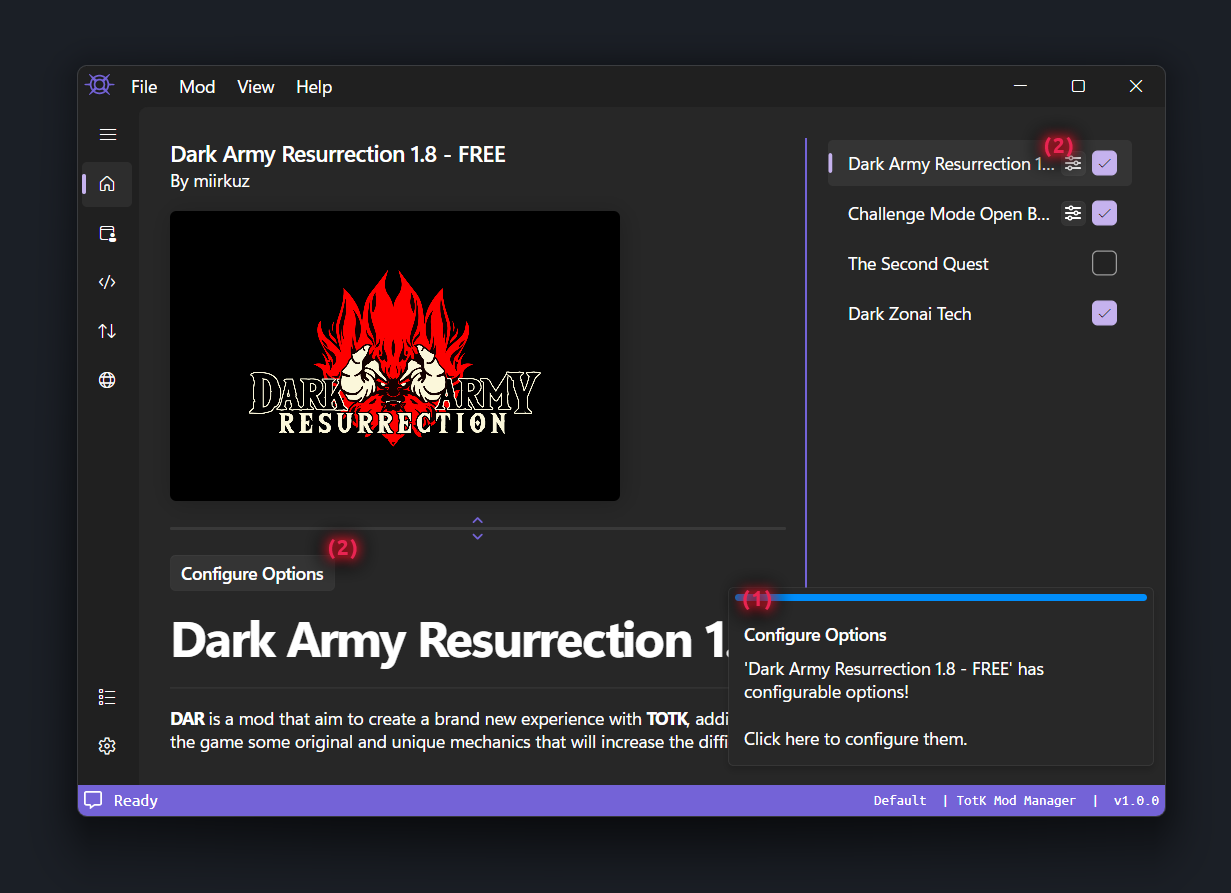 File Mod View Help
Dark Army Resurrection 1.8 - FREE
By miirkuz
DARK ARMY
RESURRECTION
(2)
Configure Options
Dark Army Resurrection 1.
DAR is a mod that aim to create a brand new experience with TOTK, addi
the game some original and unique mechanics that will increase the diffi
(2)
Dark Army Resurrection 1...
Challenge Mode Open B...
The Second Quest
Dark Zonai Tech
(1)
Configure Options
'Dark Army Resurrection 1.8 - FREE' has
configurable options!
Click here to configure them.
Ready
Default | TotK Mod Manager | v1.0.0